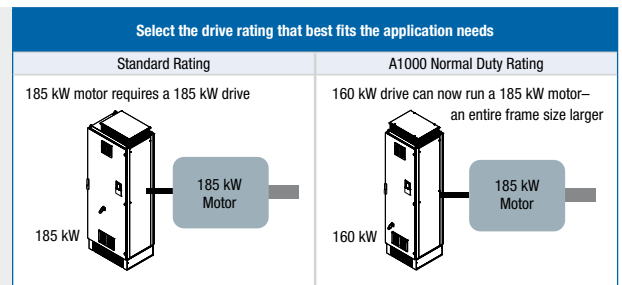 Select the drive rating that best fits the application needs
Standard Rating
A1000 Normal Duty Rating
185 kW motor requires a 185 kW drive
185 kW
Motor
185 kW
160 kW drive can now run a 185 kW motor–
an entire frame size larger
185 kW
Motor
160 kW